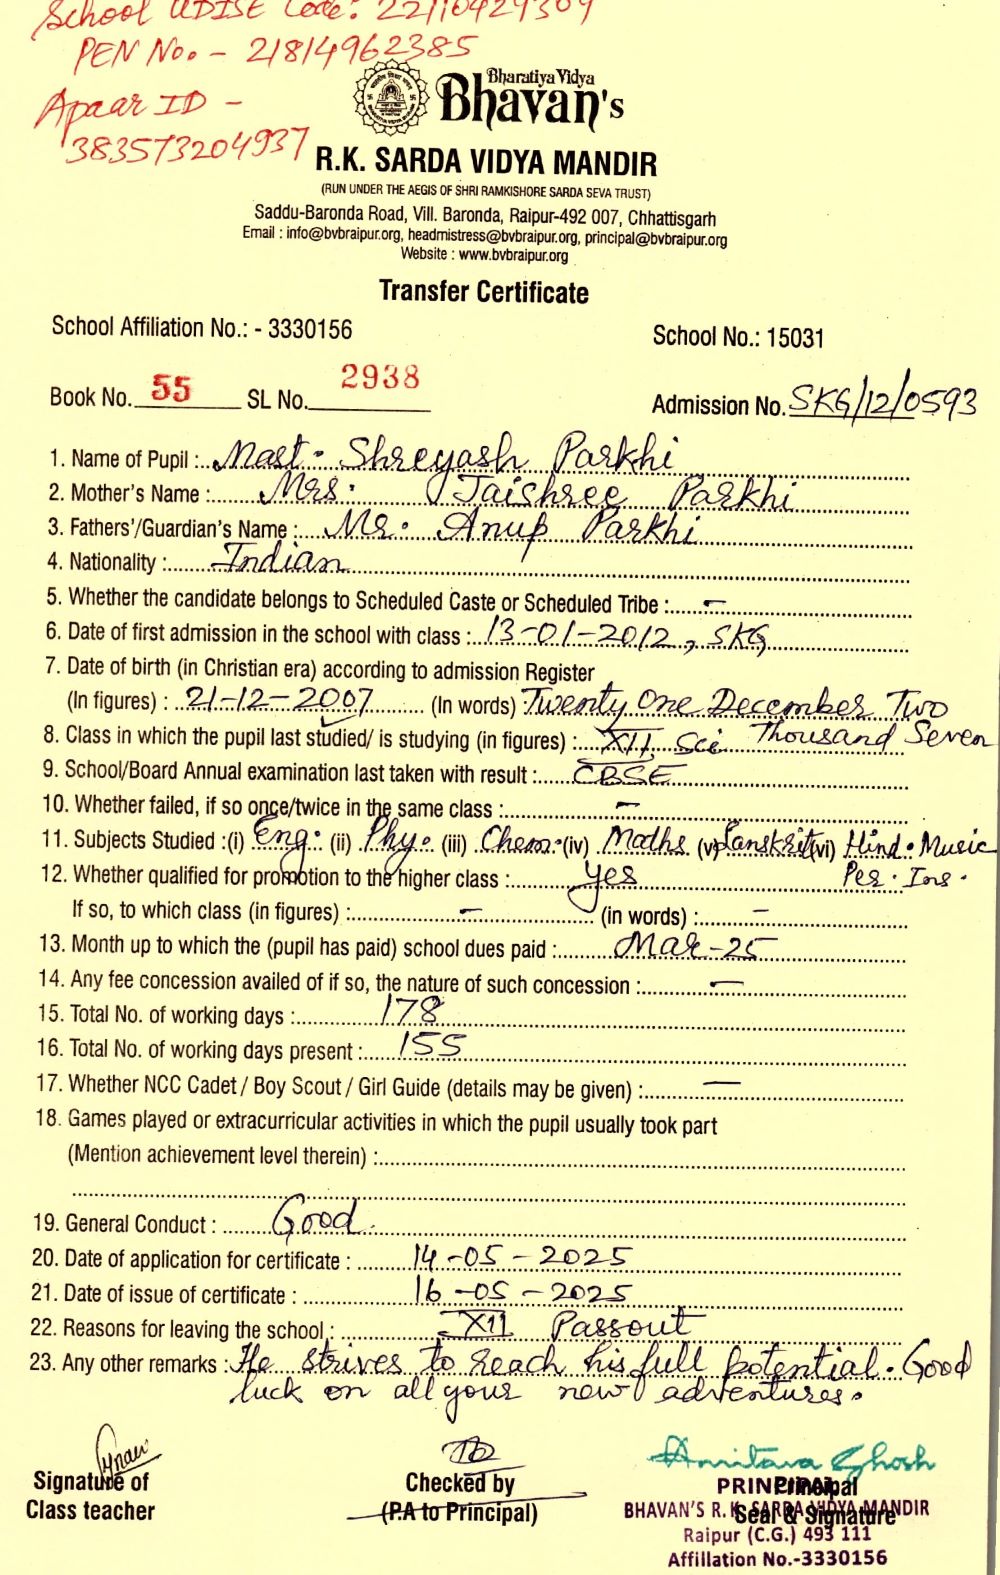 School UDISE Code: 22110429309
PEN No. - 21814962385
Apaar ID -
383573204937
Bharatiya Vidya
Bhavan's
R.K. SARDA VIDYA MANDIR
(RUN UNDER THE AEGIS OF SHRI RAMKISHORE SARDA SEVA TRUST)
Saddu-Baronda Road, Vill. Baronda, Raipur-492 007, Chhattisgarh
Email : info@bvbraipur.org, headmistress@bvbraipur.org, principal@bvbraipur.org
Website : www.bvbraipur.org
Transfer Certificate
School Affiliation No.: - 3330156 School No.: 15031
Book No. 55 SL No. 2938 Admission No. SKG/12/0593
1. Name of Pupil : Mast. Shreyash Parkhi
2. Mother's Name : Mrs. Jaishree Parkhi
3. Fathers'/Guardian's Name : Mr. Anup Parkhi
4. Nationality : Indian
5. Whether the candidate belongs to Scheduled Caste or Scheduled Tribe : -
6. Date of first admission in the school with class : 13-01-2012, SKG
7. Date of birth (in Christian era) according to admission Register
(In figures) : 21-12-2007 (In words) Twenty One December Two
Thousand Seven
8. Class in which the pupil last studied/ is studying (in figures) : XII Sci
9. School/Board Annual examination last taken with result : CBSE
10. Whether failed, if so once/twice in the same class : -
11. Subjects Studied :(i) Eng. (ii) Phy. (iii) Chem. (iv) Maths (v) Sanskrit (vi) Hind. Music
Per. Ins.
12. Whether qualified for promotion to the higher class : Yes
If so, to which class (in figures) : - (in words) : -
13. Month up to which the (pupil has paid) school dues paid : Mar-25
14. Any fee concession availed of if so, the nature of such concession : -
15. Total No. of working days : 178
16. Total No. of working days present : 155
17. Whether NCC Cadet / Boy Scout / Girl Guide (details may be given) : -
18. Games played or extracurricular activities in which the pupil usually took part
(Mention achievement level therein) :
19. General Conduct : Good.
20. Date of application for certificate : 14-05-2025
21. Date of issue of certificate : 16-05-2025
22. Reasons for leaving the school : XII Passout
23. Any other remarks : He strives to reach his full potential. Good
luck on all your new adventures.
Amitava Ghosh
Signature of Class teacher
Checked by
(P.A to Principal)
Principal
Seal & Signature
PRINCIPAL
BHAVAN'S R.K. SARDA VIDYA MANDIR
Raipur (C.G.) 493 111
Affillation No.-3330156